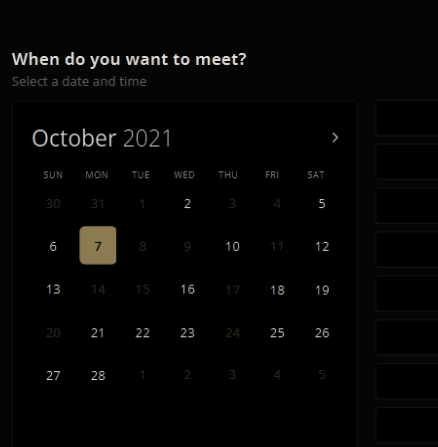 When do you want to meet?
Select a date and time
October 2021
SUN MON TUE WED THU FRI SAT
30 31 1 2 3 4 5
6 7 8 9 10 11 12
13 14 15 16 17 18 19
20 21 22 23 24 25 26
27 28 1 2 3 4 5